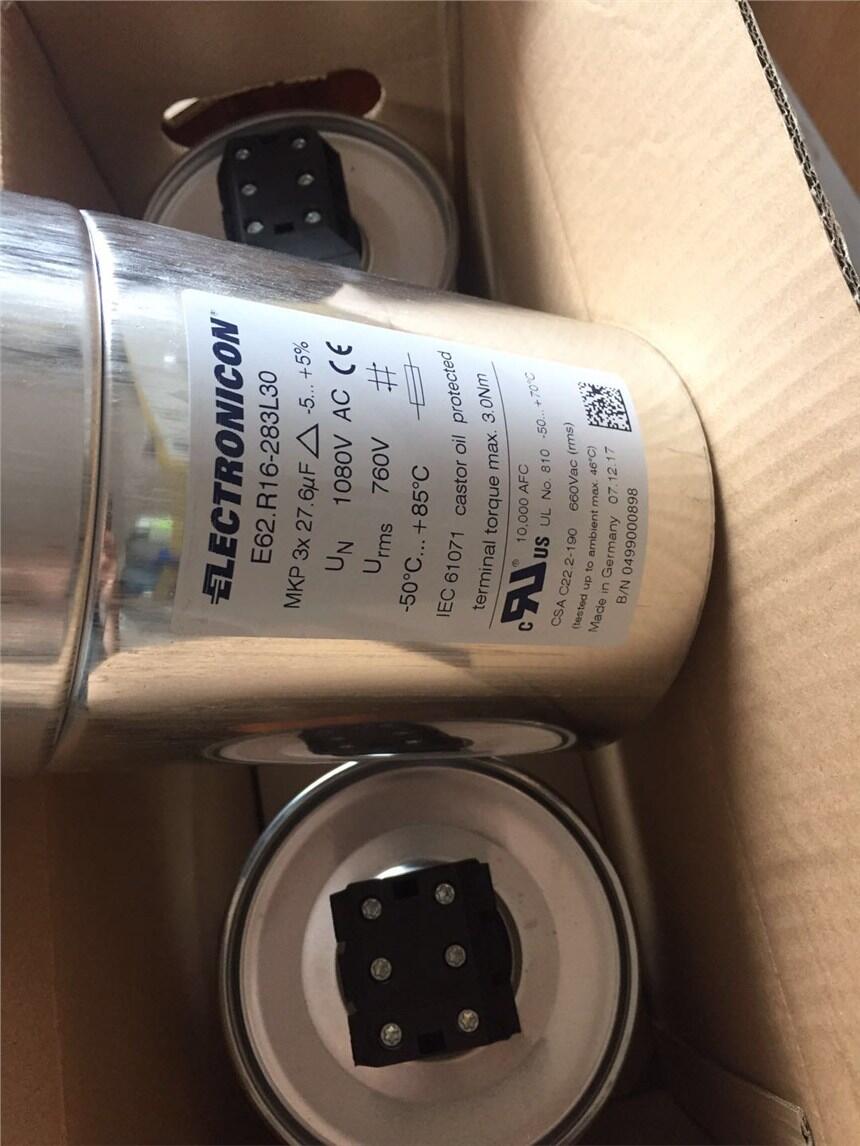 ELECTRONICON®
E62.R16-283L30
MKP 3x 27.6µF △ -5... +5%
UN 1080V AC CE
Urms 760V #
-50°C... +85°C
IEC 61071 castor oil protected
terminal torque max. 3.0Nm
c RU® US 10,000 AFC
UL No. 810 -50... +70°C
CSA C22.2-190 660Vac (rms)
(tested up to ambient max. 46°C)
Made in Germany 07.12.17
B/N 0499000898